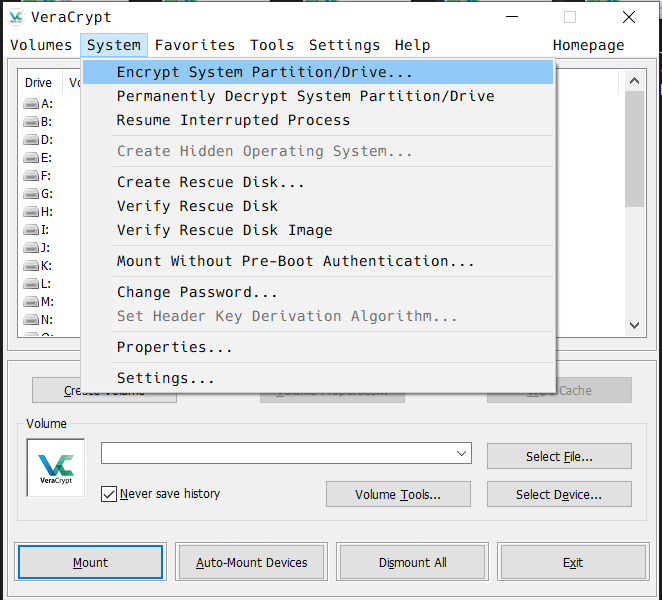 VeraCrypt
Volumes System Favorites Tools Settings Help Homepage
Drive
A:
B:
D:
E:
F:
G:
H:
I:
J:
K:
L:
M:
N:
Encrypt System Partition/Drive...
Permanently Decrypt System Partition/Drive
Resume Interrupted Process
Create Hidden Operating System...
Create Rescue Disk...
Verify Rescue Disk
Verify Rescue Disk Image
Mount Without Pre-Boot Authentication...
Change Password...
Set Header Key Derivation Algorithm...
Properties...
Settings...
Cache
Volume
VeraCrypt
Select File...
Never save history
Volume Tools...
Select Device...
Mount
Auto-Mount Devices
Dismount All
Exit